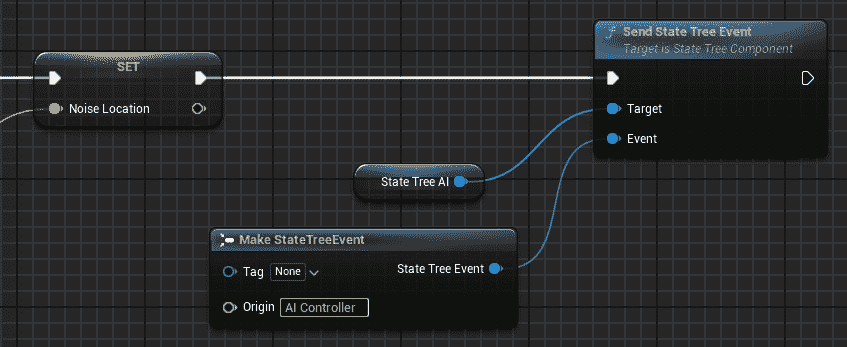 Send State Tree Event
Target is State Tree Component
SET
Noise Location
Target
Event
State Tree AI
Make StateTreeEvent
Tag None
State Tree Event
Origin AI Controller